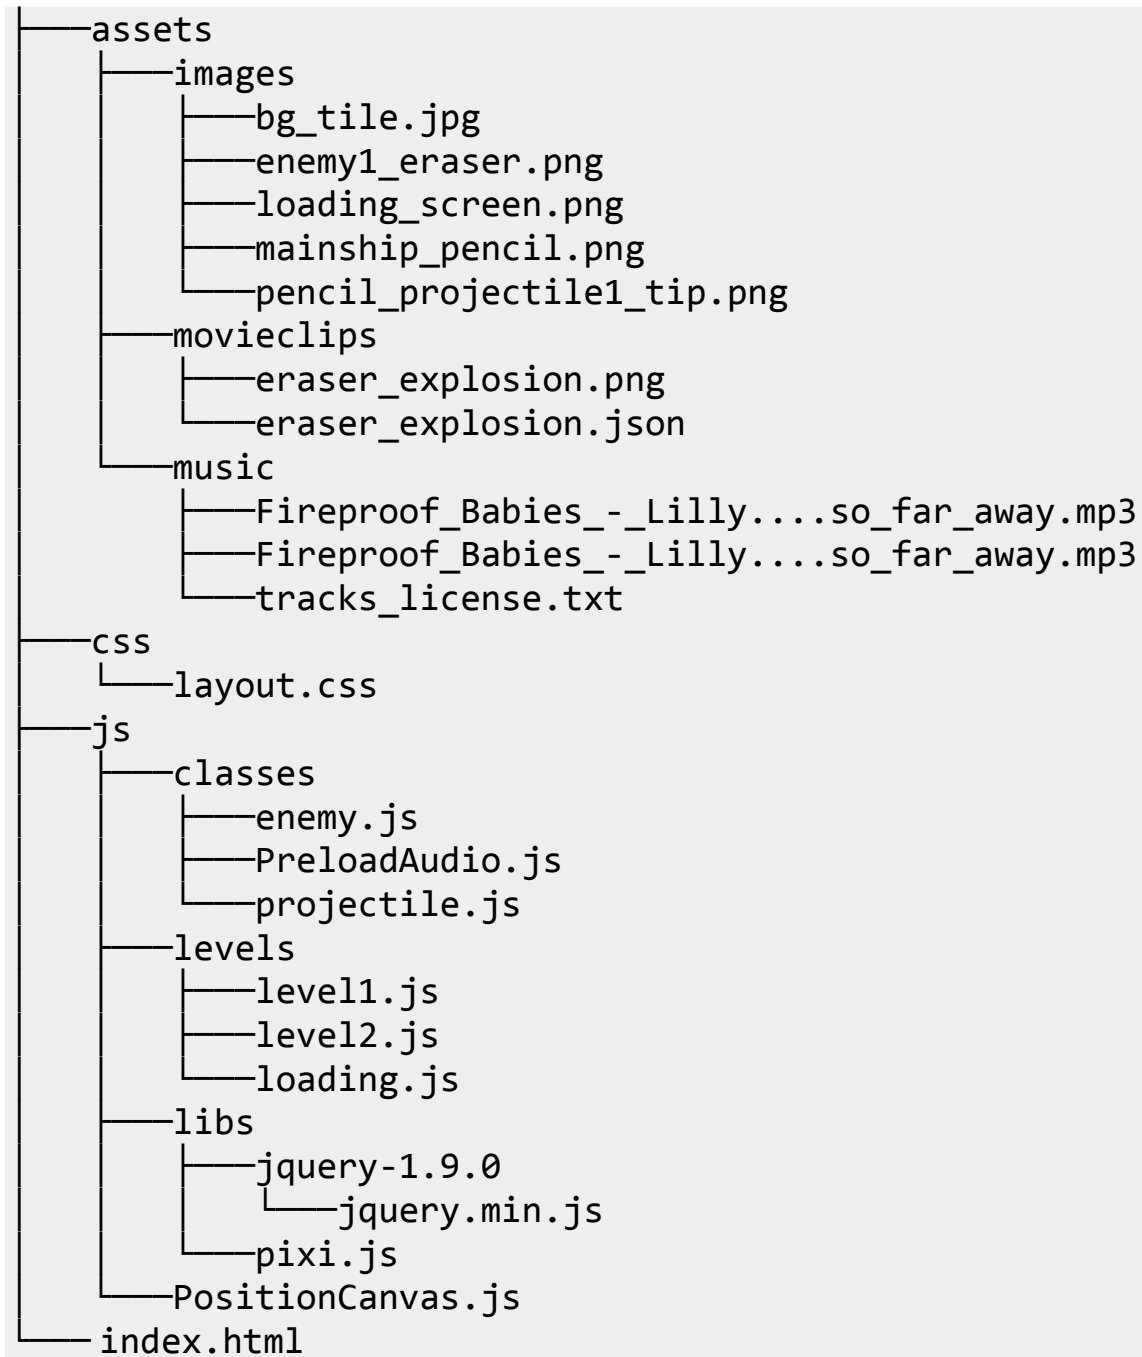 assets
images
bg_tile.jpg
enemy1_eraser.png
loading_screen.png
mainship_pencil.png
pencil_projectile1_tip.png
movieclips
eraser_explosion.png
eraser_explosion.json
music
Fireproof_Babies_-_Lilly....so_far_away.mp3
Fireproof_Babies_-_Lilly....so_far_away.mp3
tracks_license.txt
css
layout.css
js
classes
enemy.js
PreloadAudio.js
projectile.js
levels
level1.js
level2.js
loading.js
libs
jquery-1.9.0
jquery.min.js
pixi.js
PositionCanvas.js
index.html